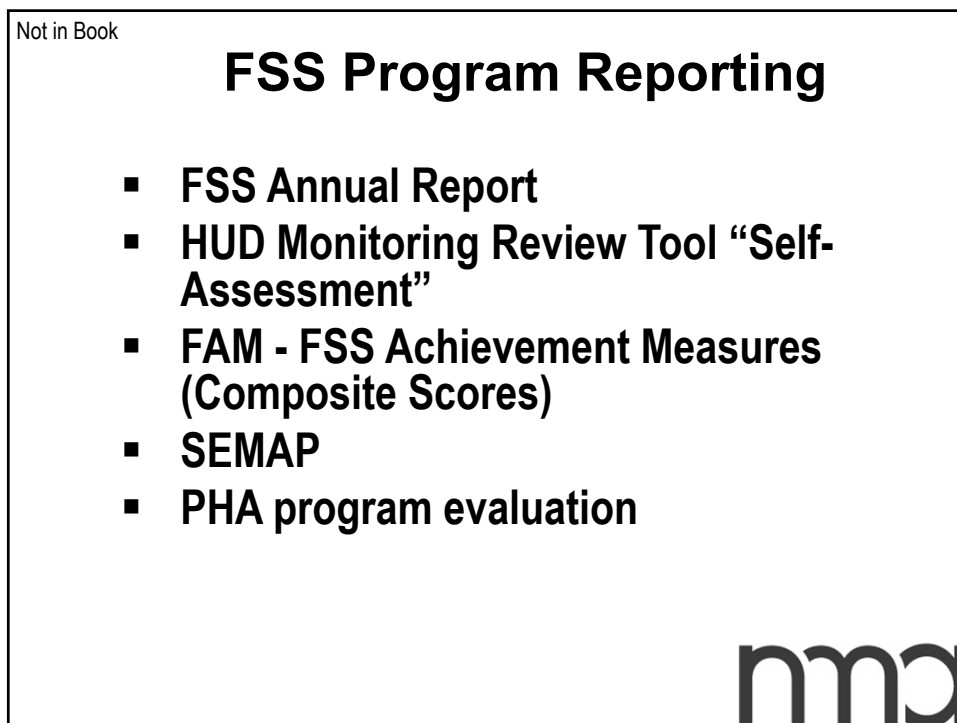 Not in Book
FSS Program Reporting
▪ FSS Annual Report
▪ HUD Monitoring Review Tool “Self-
Assessment”
▪ FAM - FSS Achievement Measures
(Composite Scores)
▪ SEMAP
▪ PHA program evaluation
nma